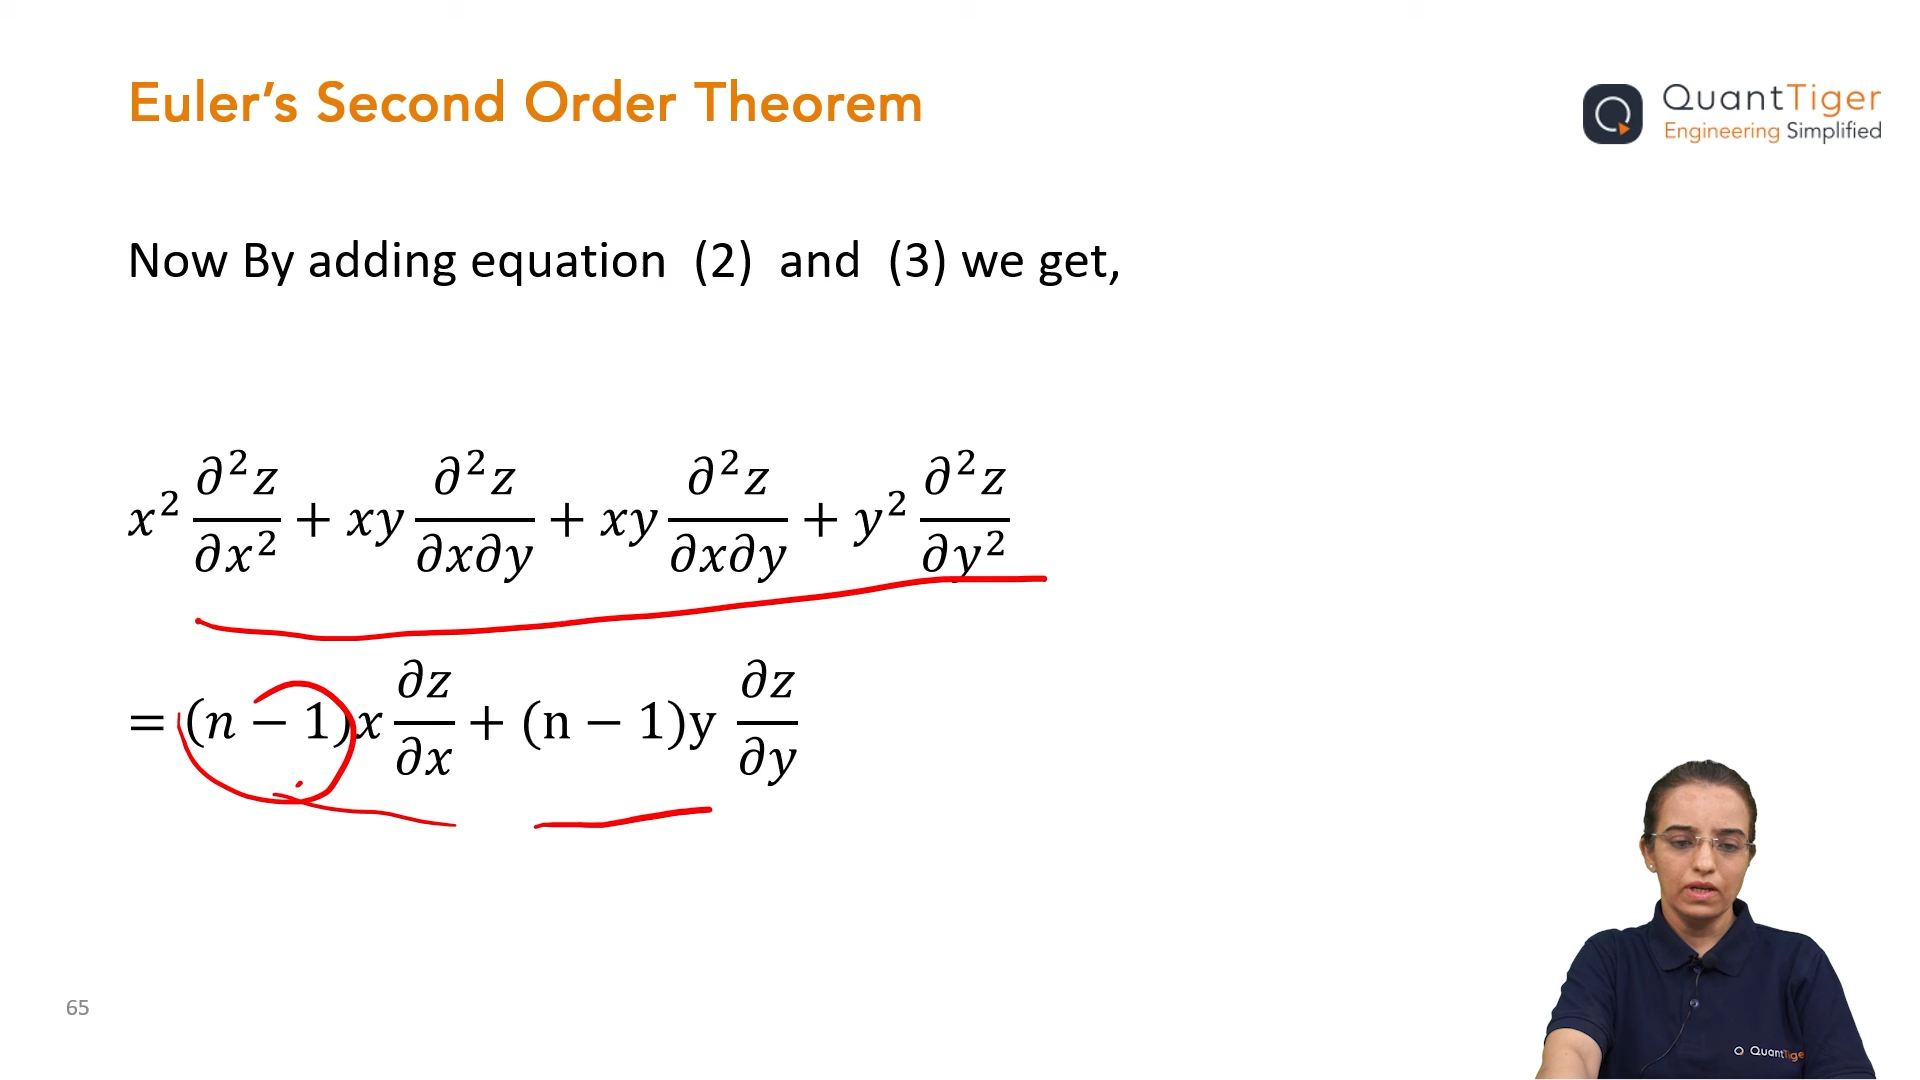 Euler's Second Order Theorem
QuantTiger
Engineering Simplified
Now By adding equation (2) and (3) we get,
x² ∂²z/∂x² + xy ∂²z/∂x∂y + xy ∂²z/∂x∂y + y² ∂²z/∂y²
= (n − 1)x ∂z/∂x + (n − 1)y ∂z/∂y
65
QuantTiger